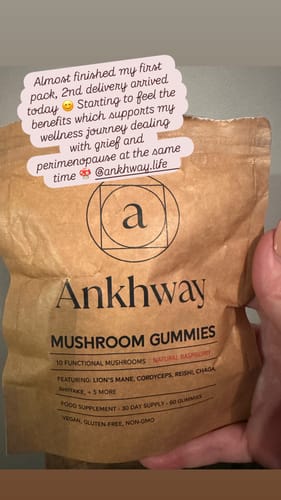 Almost finished my first
pack, 2nd delivery arrived
today 😊 Starting to feel the
benefits which supports my
wellness journey dealing
with grief and
perimenopause at the same
time 🍄 @ankhway.life
a
Ankhway
MUSHROOM GUMMIES
10 FUNCTIONAL MUSHROOMS NATURAL RASPBERRY
FEATURING: LION'S MANE, CORDYCEPS, REISHI, CHAGA,
SHIITAKE, + 5 MORE
FOOD SUPPLEMENT - 30 DAY SUPPLY - 60 GUMMIES
VEGAN, GLUTEN-FREE, NON-GMO